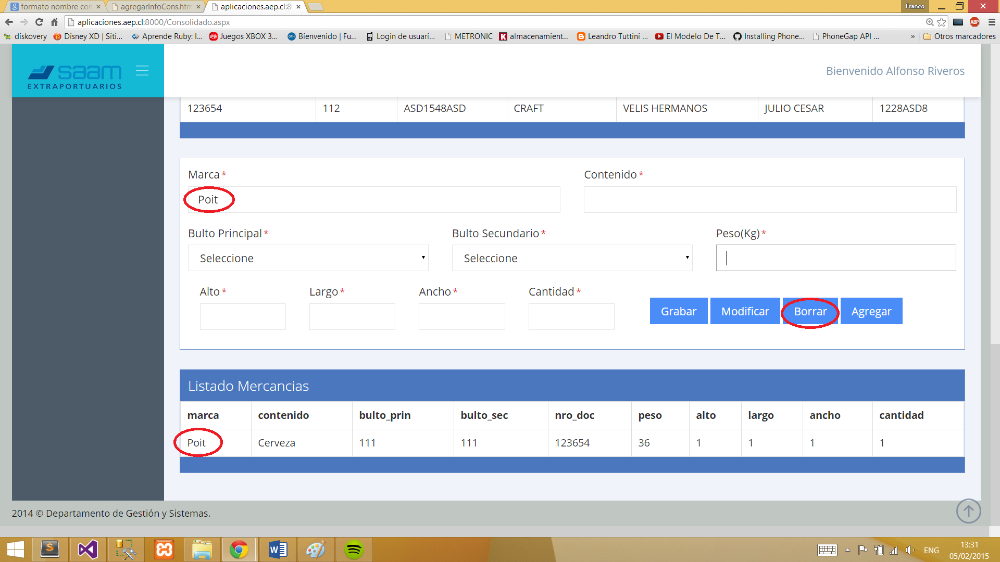 formato nombre con
agregarInfoCons.htm
aplicaciones.aep.cl:8
Franco
aplicaciones.aep.cl:8000/Consolidado.aspx
diskovery
Disney XD | Siti...
Aprende Ruby: I...
Juegos XBOX 3...
Bienvenido | Fu...
Login de usuari...
METRONIC
almacenamient...
Leandro Tuttini ...
El Modelo De T...
Installing Phone...
PhoneGap API ...
»
Otros marcadores
ABP
saam
EXTRAPORTUARIOS
Bienvenido Alfonso Riveros
123654 112 ASD1548ASD CRAFT VELIS HERMANOS JULIO CESAR 1228ASD8
Marca* Contenido*
Poit
Bulto Principal* Bulto Secundario* Peso(Kg)*
Seleccione Seleccione
Alto* Largo* Ancho* Cantidad*
Grabar Modificar Borrar Agregar
Listado Mercancias
marca contenido bulto_prin bulto_sec nro_doc peso alto largo ancho cantidad
Poit Cerveza 111 111 123654 36 1 1 1 1
2014 © Departamento de Gestión y Sistemas.
ENG
13:31
05/02/2015